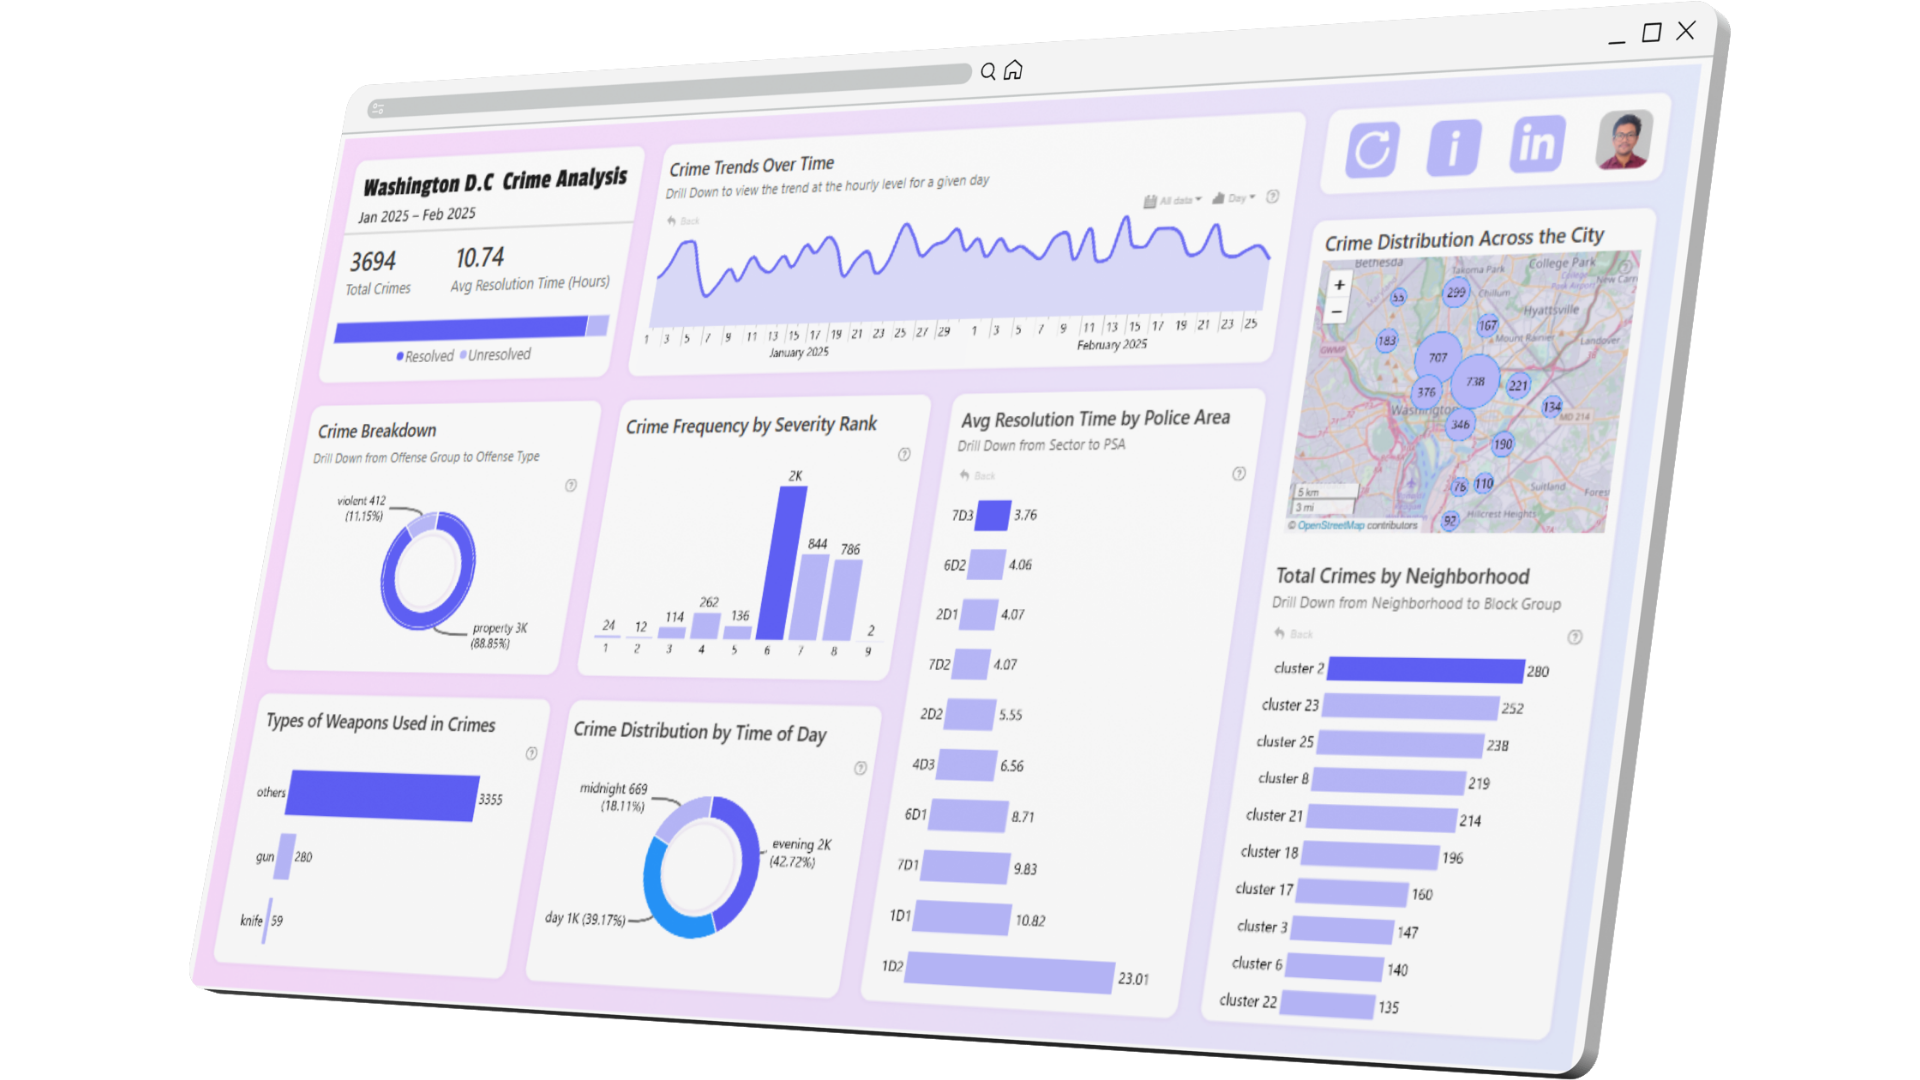 Washington D.C Crime Analysis
Jan 2025 – Feb 2025
3694
Total Crimes
10.74
Avg Resolution Time (Hours)
Resolved Unresolved
Crime Trends Over Time
Drill Down to view the trend at the hourly level for a given day
Back
All data
Day
1 3 5 7 9 11 13 15 17 19 21 23 25 27 29 1 3 5 7 9 11 13 15 17 19 21 23 25
January 2025
February 2025
i
in
Crime Distribution Across the City
Bethesda
Takoma Park
College Park
New Carr
Chillum
Hyattsville
Mount Rainier
Landover
GWMP
Washington
MD 214
Suitland
Fores
Hillcrest Heights
+
−
53
299
167
183
707
738
376
221
134
346
190
76
110
92
5 km
3 mi
© OpenStreetMap contributors
Crime Breakdown
Drill Down from Offense Group to Offense Type
violent 412
(11.15%)
property 3K
(88.85%)
Crime Frequency by Severity Rank
24
12
114
262
136
2K
844
786
2
1 2 3 4 5 6 7 8 9
Avg Resolution Time by Police Area
Drill Down from Sector to PSA
Back
7D3 3.76
6D2 4.06
2D1 4.07
7D2 4.07
2D2 5.55
4D3 6.56
6D1 8.71
7D1 9.83
1D1 10.82
1D2 23.01
Total Crimes by Neighborhood
Drill Down from Neighborhood to Block Group
Back
cluster 2 280
cluster 23 252
cluster 25 238
cluster 8 219
cluster 21 214
cluster 18 196
cluster 17 160
cluster 3 147
cluster 6 140
cluster 22 135
Types of Weapons Used in Crimes
others 3355
gun 280
knife 59
Crime Distribution by Time of Day
midnight 669
(18.11%)
evening 2K
(42.72%)
day 1K (39.17%)